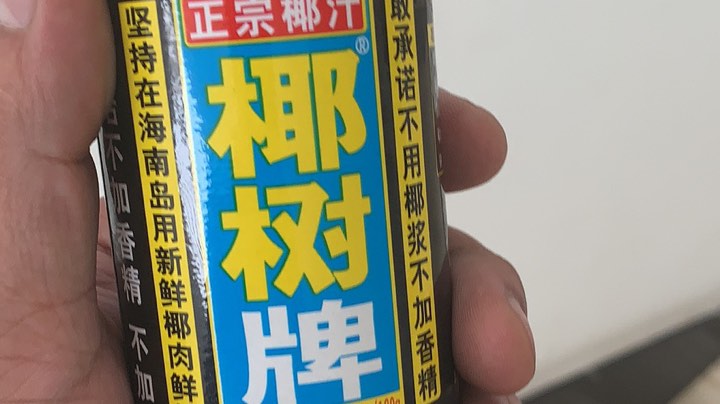 正宗椰汁
椰树牌®
坚持在海南岛用新鲜椰肉鲜
敢承诺不用椰浆不加香精
不加香精 不加